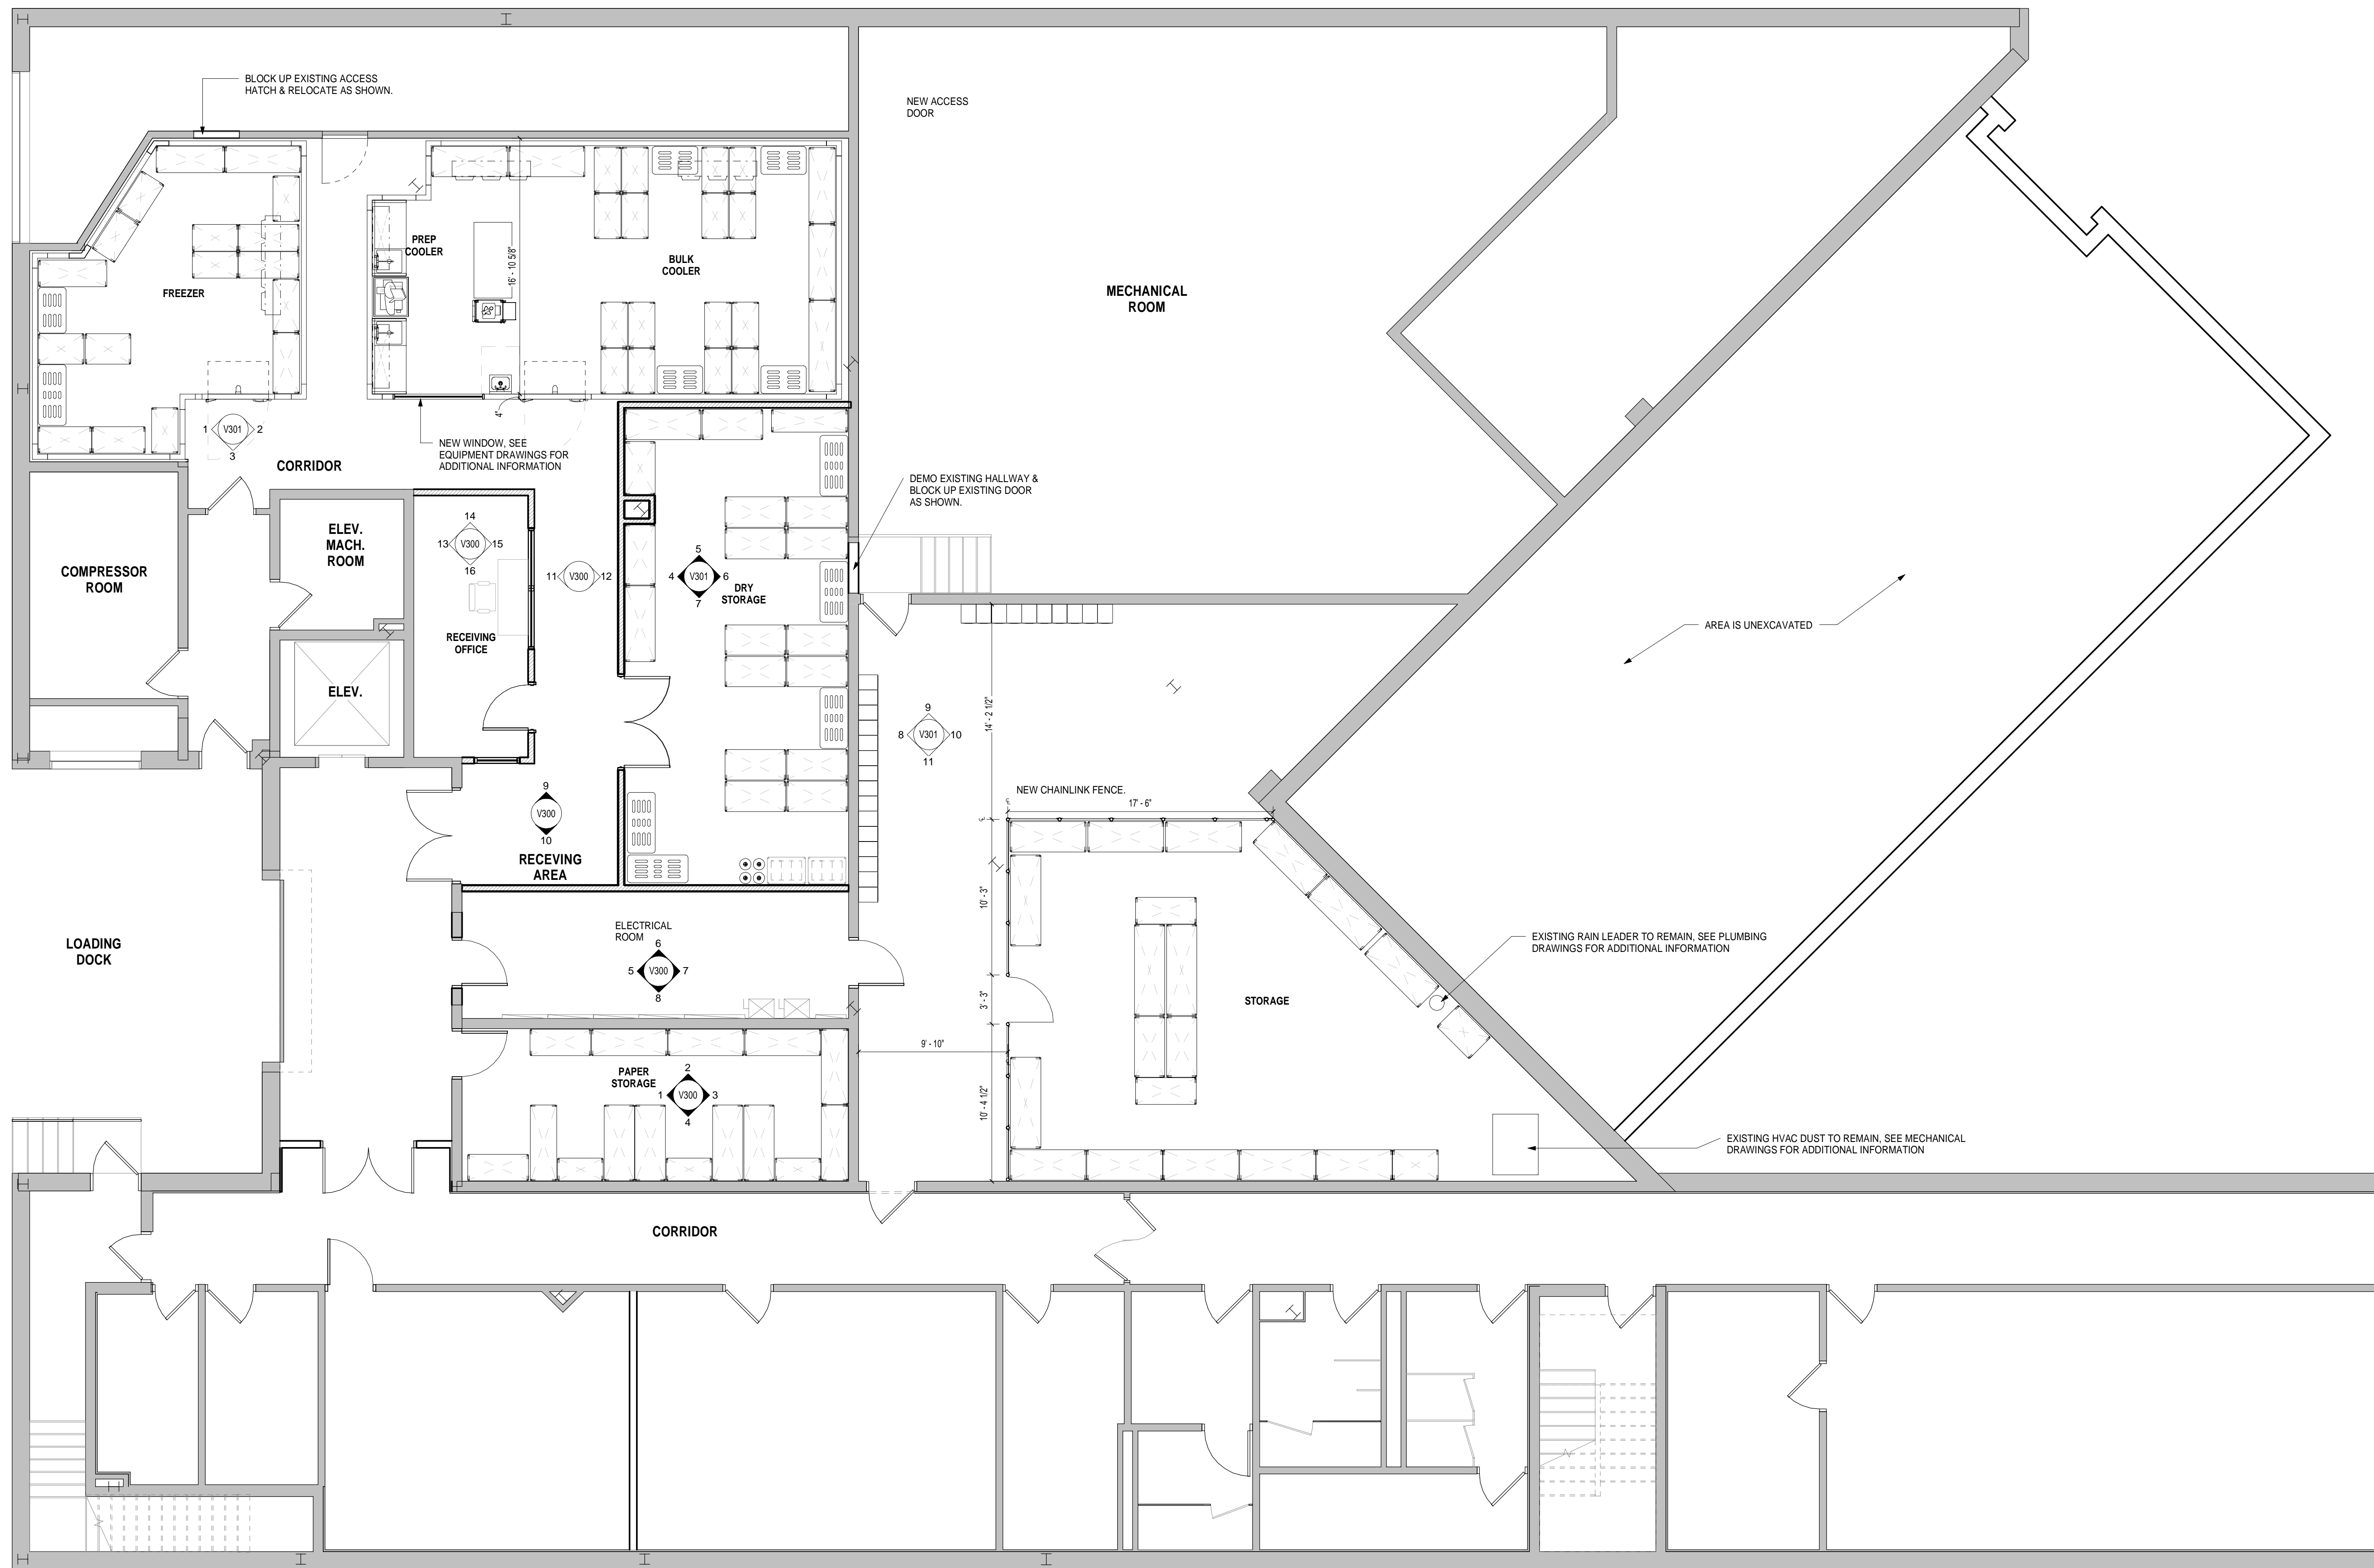 BLOCK UP EXISTING ACCESS
HATCH & RELOCATE AS SHOWN.
NEW ACCESS
DOOR
PREP
COOLER
16' - 10 5/8"
BULK
COOLER
FREEZER
MECHANICAL
ROOM
4"
1
V301
2
3
NEW WINDOW, SEE
EQUIPMENT DRAWINGS FOR
ADDITIONAL INFORMATION
CORRIDOR
DEMO EXISTING HALLWAY &
BLOCK UP EXISTING DOOR
AS SHOWN.
14
13
V300
15
16
ELEV.
MACH.
ROOM
COMPRESSOR
ROOM
11
V300
12
5
4
V301
6
7
DRY
STORAGE
RECEIVING
OFFICE
AREA IS UNEXCAVATED
ELEV.
14' - 2 1/2"
9
8
V301
10
11
NEW CHAINLINK FENCE.
17' - 6"
9
V300
10
RECEVING
AREA
10' - 3"
ELECTRICAL
ROOM
6
5
V300
7
8
LOADING
DOCK
EXISTING RAIN LEADER TO REMAIN, SEE PLUMBING
DRAWINGS FOR ADDITIONAL INFORMATION
STORAGE
3' - 3"
9' - 10"
PAPER
STORAGE
2
1
V300
3
4
10' - 4 1/2"
EXISTING HVAC DUST TO REMAIN, SEE MECHANICAL
DRAWINGS FOR ADDITIONAL INFORMATION
CORRIDOR